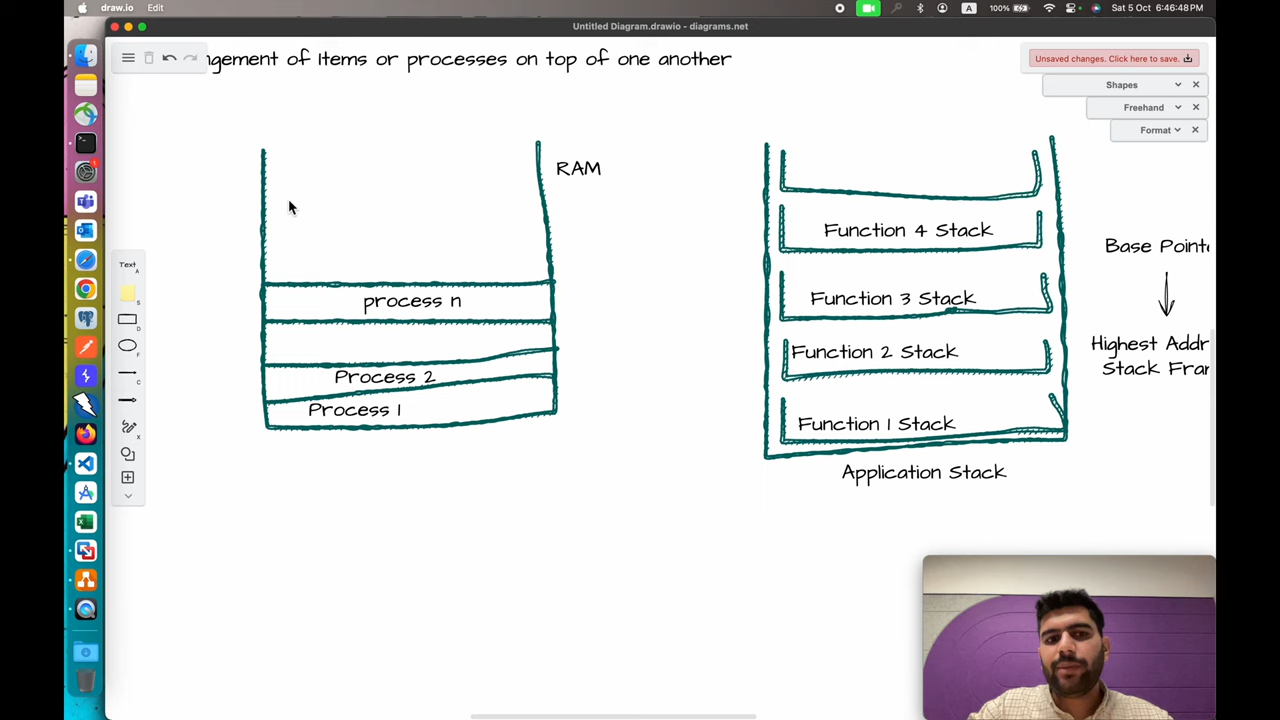 draw.io Edit
A 100% Sat 5 Oct 6:46:48 PM
Untitled Diagram.drawio - diagrams.net
ngement of Items or processes on top of one another
Unsaved changes. Click here to save.
Shapes
Freehand
Format
RAM
process n
Process 2
Process 1
Function 4 Stack
Function 3 Stack
Function 2 Stack
Function 1 Stack
Application Stack
Base Pointe
Highest Addr
Stack Fran
Text